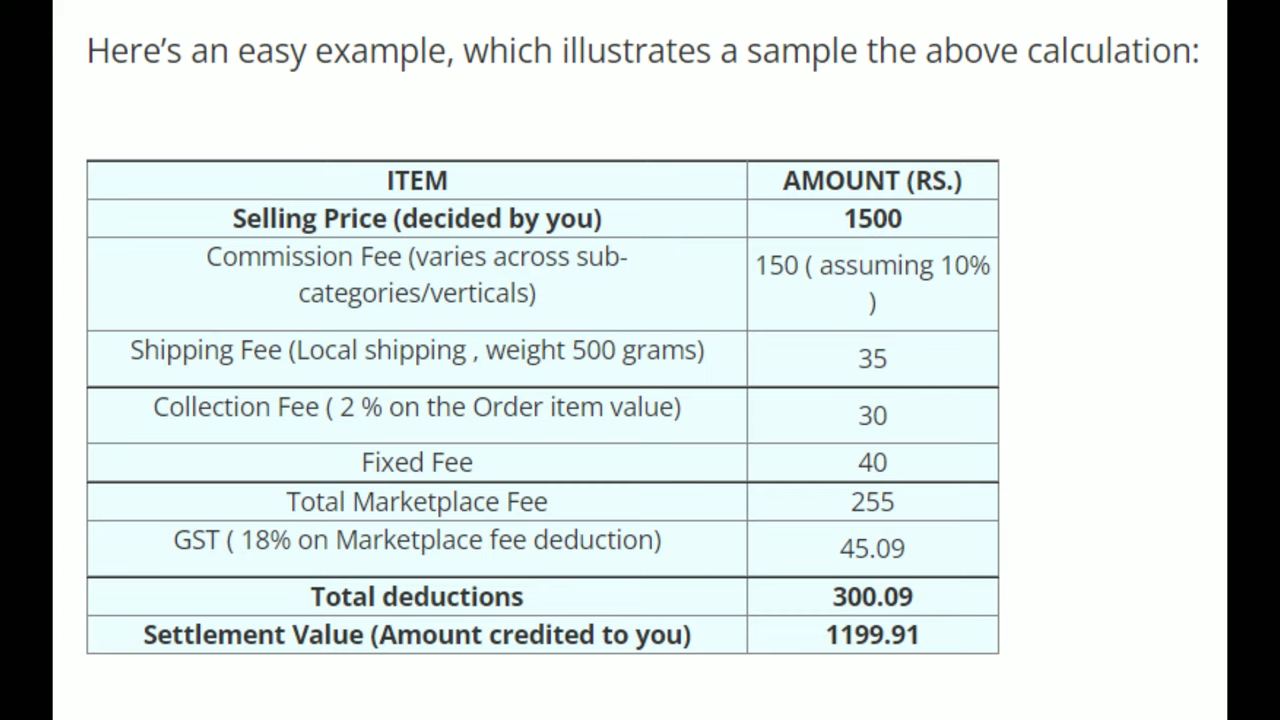 Here’s an easy example, which illustrates a sample the above calculation:
ITEM AMOUNT (RS.)
Selling Price (decided by you) 1500
Commission Fee (varies across sub-
categories/verticals) 150 ( assuming 10%
)
Shipping Fee (Local shipping , weight 500 grams) 35
Collection Fee ( 2 % on the Order item value) 30
Fixed Fee 40
Total Marketplace Fee 255
GST ( 18% on Marketplace fee deduction) 45.09
Total deductions 300.09
Settlement Value (Amount credited to you) 1199.91